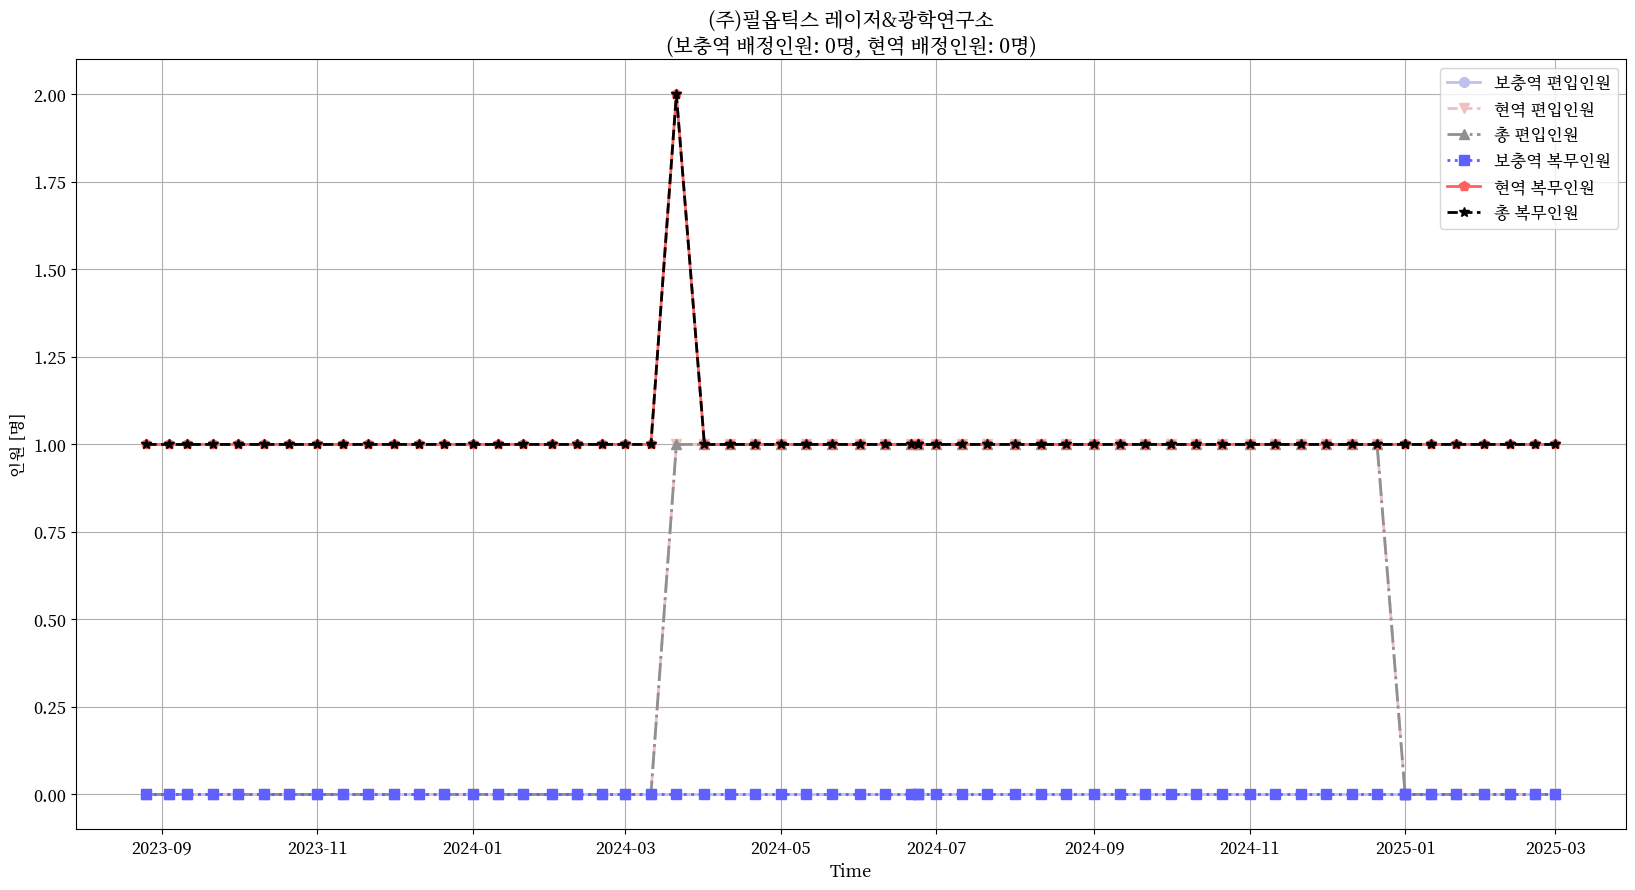 (주)필옵틱스 레이저&광학연구소
(보충역 배정인원: 0명, 현역 배정인원: 0명)
보충역 편입인원
현역 편입인원
총 편입인원
보충역 복무인원
현역 복무인원
총 복무인원
인원 [명]
2.00
1.75
1.50
1.25
1.00
0.75
0.50
0.25
0.00
2023-09 2023-11 2024-01 2024-03 2024-05 2024-07 2024-09 2024-11 2025-01 2025-03
Time